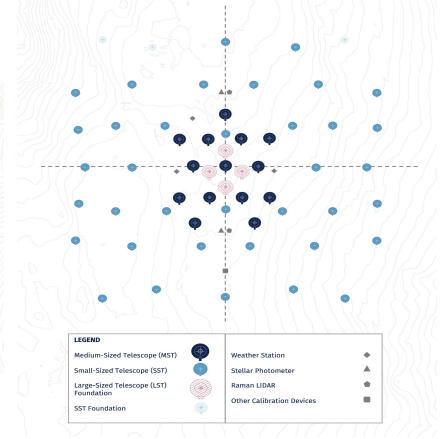 LEGEND
Medium-Sized Telescope (MST)
Small-Sized Telescope (SST)
Large-Sized Telescope (LST)
Foundation
SST Foundation
Weather Station
Stellar Photometer
Raman LIDAR
Other Calibration Devices